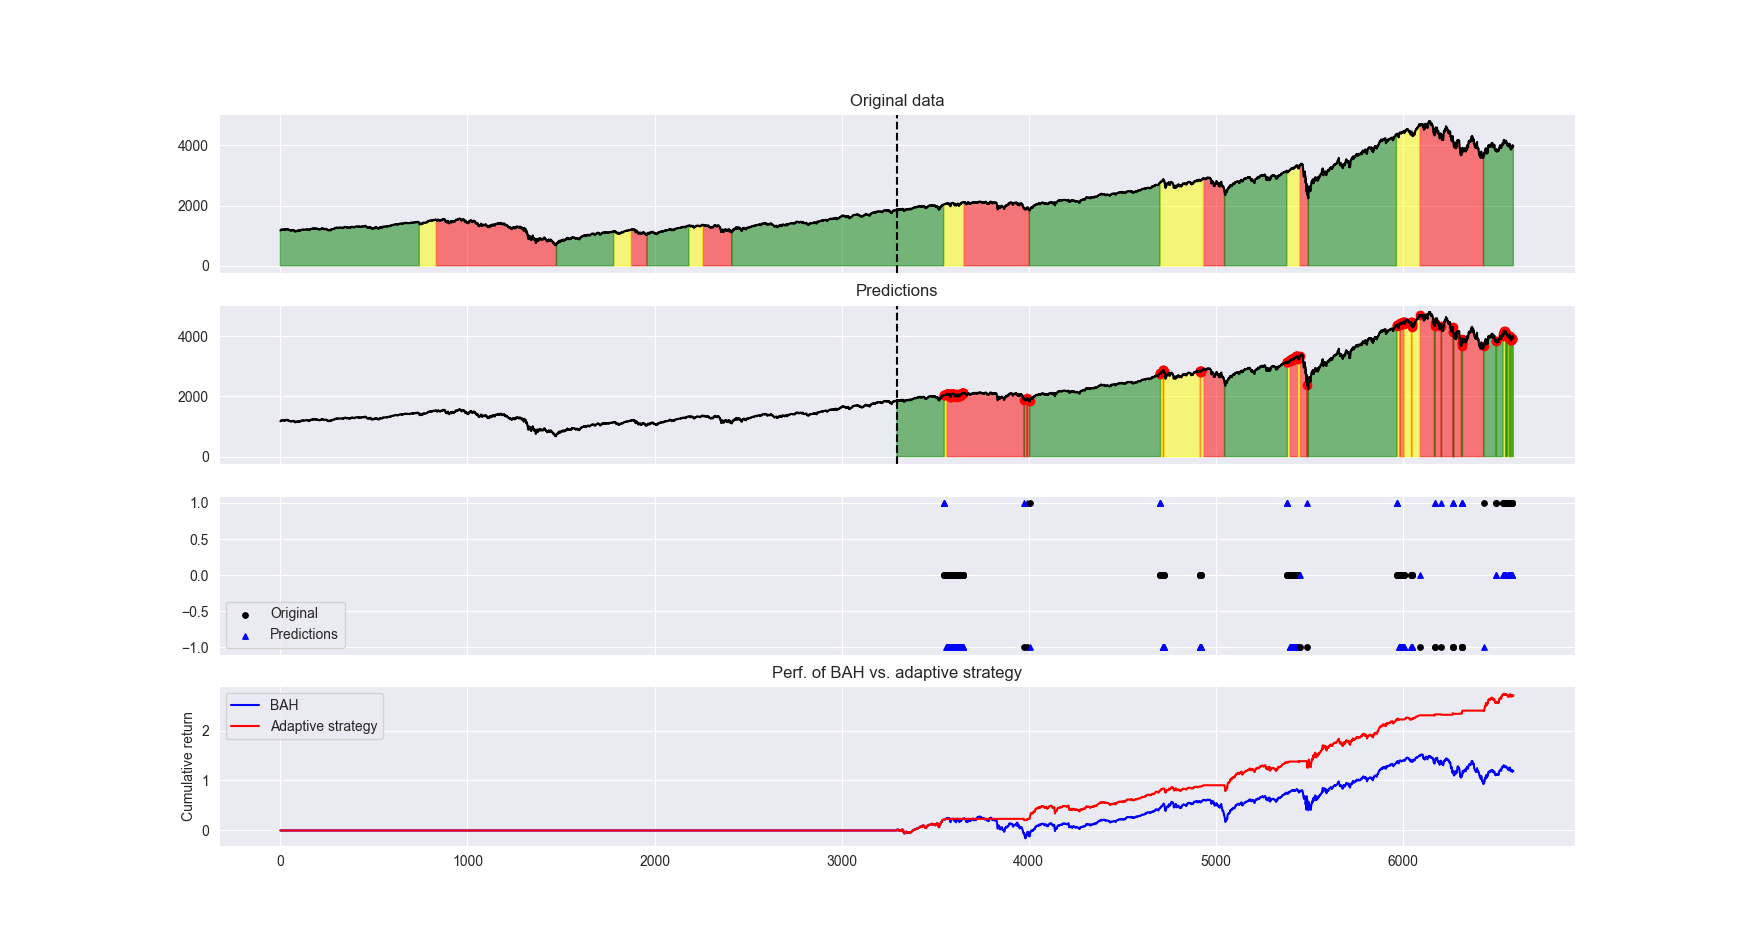 Original data
4000
2000
0
Predictions
4000
2000
0
1.0
0.5
0.0
−0.5
−1.0
Original
Predictions
Perf. of BAH vs. adaptive strategy
Cumulative return
2
1
0
BAH
Adaptive strategy
0 1000 2000 3000 4000 5000 6000